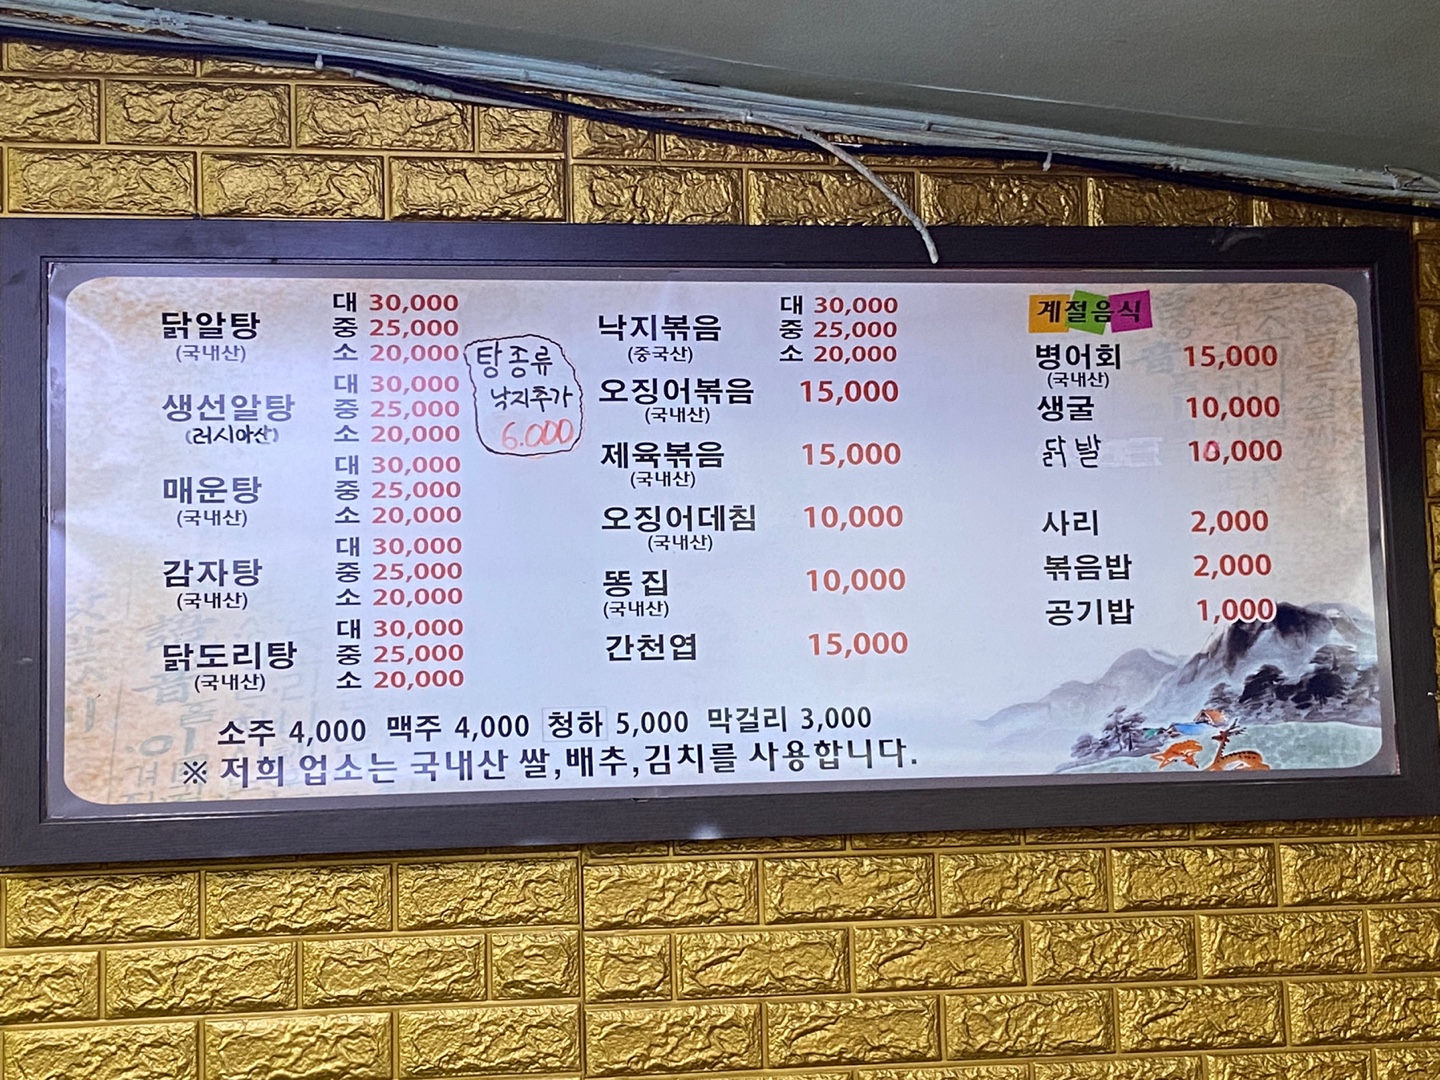 닭알탕
(국내산)
대 30,000
중 25,000
소 20,000
생선알탕
(러시아산)
대 30,000
중 25,000
소 20,000
매운탕
(국내산)
대 30,000
중 25,000
소 20,000
감자탕
(국내산)
대 30,000
중 25,000
소 20,000
닭도리탕
(국내산)
대 30,000
중 25,000
소 20,000
탕종류
낙지추가
6.000
낙지볶음
(중국산)
대 30,000
중 25,000
소 20,000
오징어볶음 15,000
(국내산)
제육볶음 15,000
(국내산)
오징어데침 10,000
(국내산)
똥집 10,000
(국내산)
간천엽 15,000
계절음식
병어회 15,000
(국내산)
생굴 10,000
닭발
사리 2,000
볶음밥 2,000
공기밥 1,000
소주 4,000 맥주 4,000 청하 5,000 막걸리 3,000
※ 저희 업소는 국내산 쌀,배추,김치를 사용합니다.